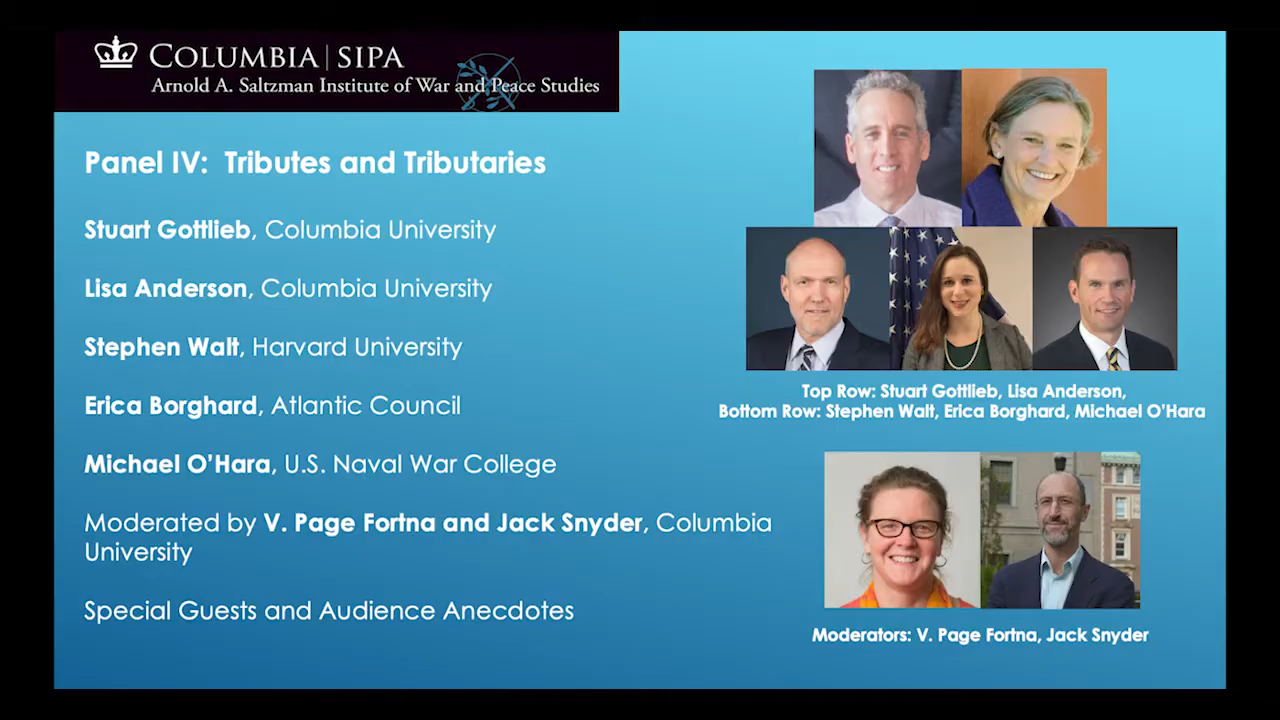 COLUMBIA | SIPA
Arnold A. Saltzman Institute of War and Peace Studies
Panel IV: Tributes and Tributaries
Stuart Gottlieb, Columbia University
Lisa Anderson, Columbia University
Stephen Walt, Harvard University
Erica Borghard, Atlantic Council
Michael O'Hara, U.S. Naval War College
Moderated by V. Page Fortna and Jack Snyder, Columbia
University
Special Guests and Audience Anecdotes
Top Row: Stuart Gottlieb, Lisa Anderson,
Bottom Row: Stephen Walt, Erica Borghard, Michael O'Hara
Moderators: V. Page Fortna, Jack Snyder